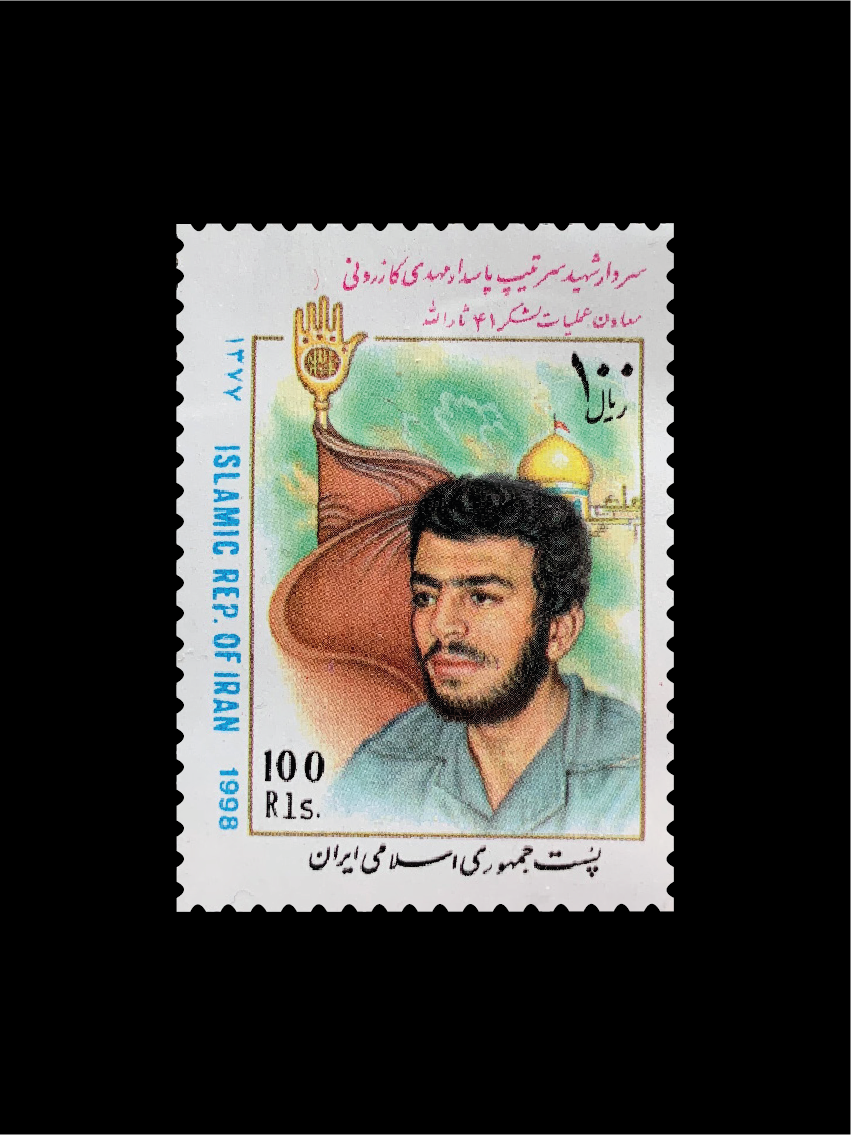 سردار شهید سرتیپ پاسدار مهدی کازرونی
معاون عملیات لشکر ۴۱ ثارالله
۱۰۰
ریال
۱۳۷۷
ISLAMIC REP. OF IRAN 1998
100
Rls.
پست جمهوری اسلامی ایران